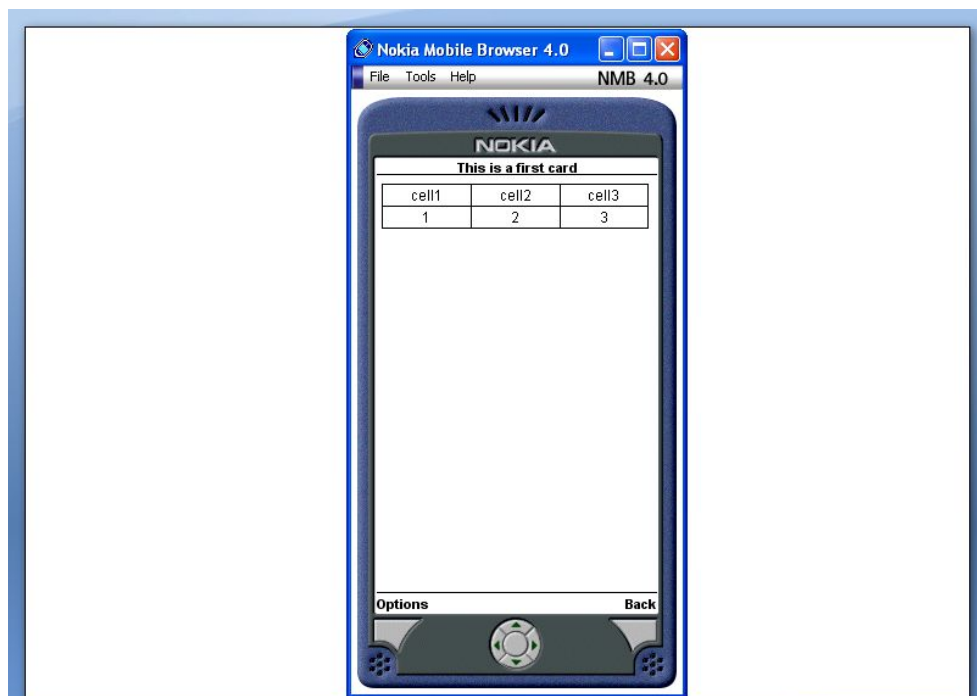 Nokia Mobile Browser 4.0
File Tools Help NMB 4.0
NOKIA
This is a first card
cell1 cell2 cell3
1 2 3
Options Back